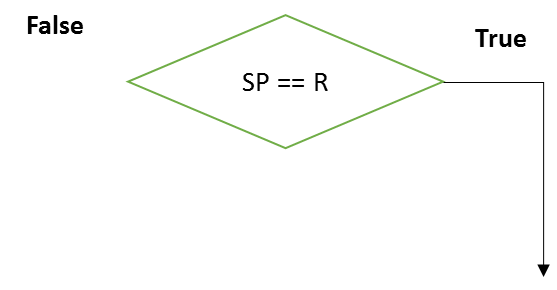 False
True
SP == R